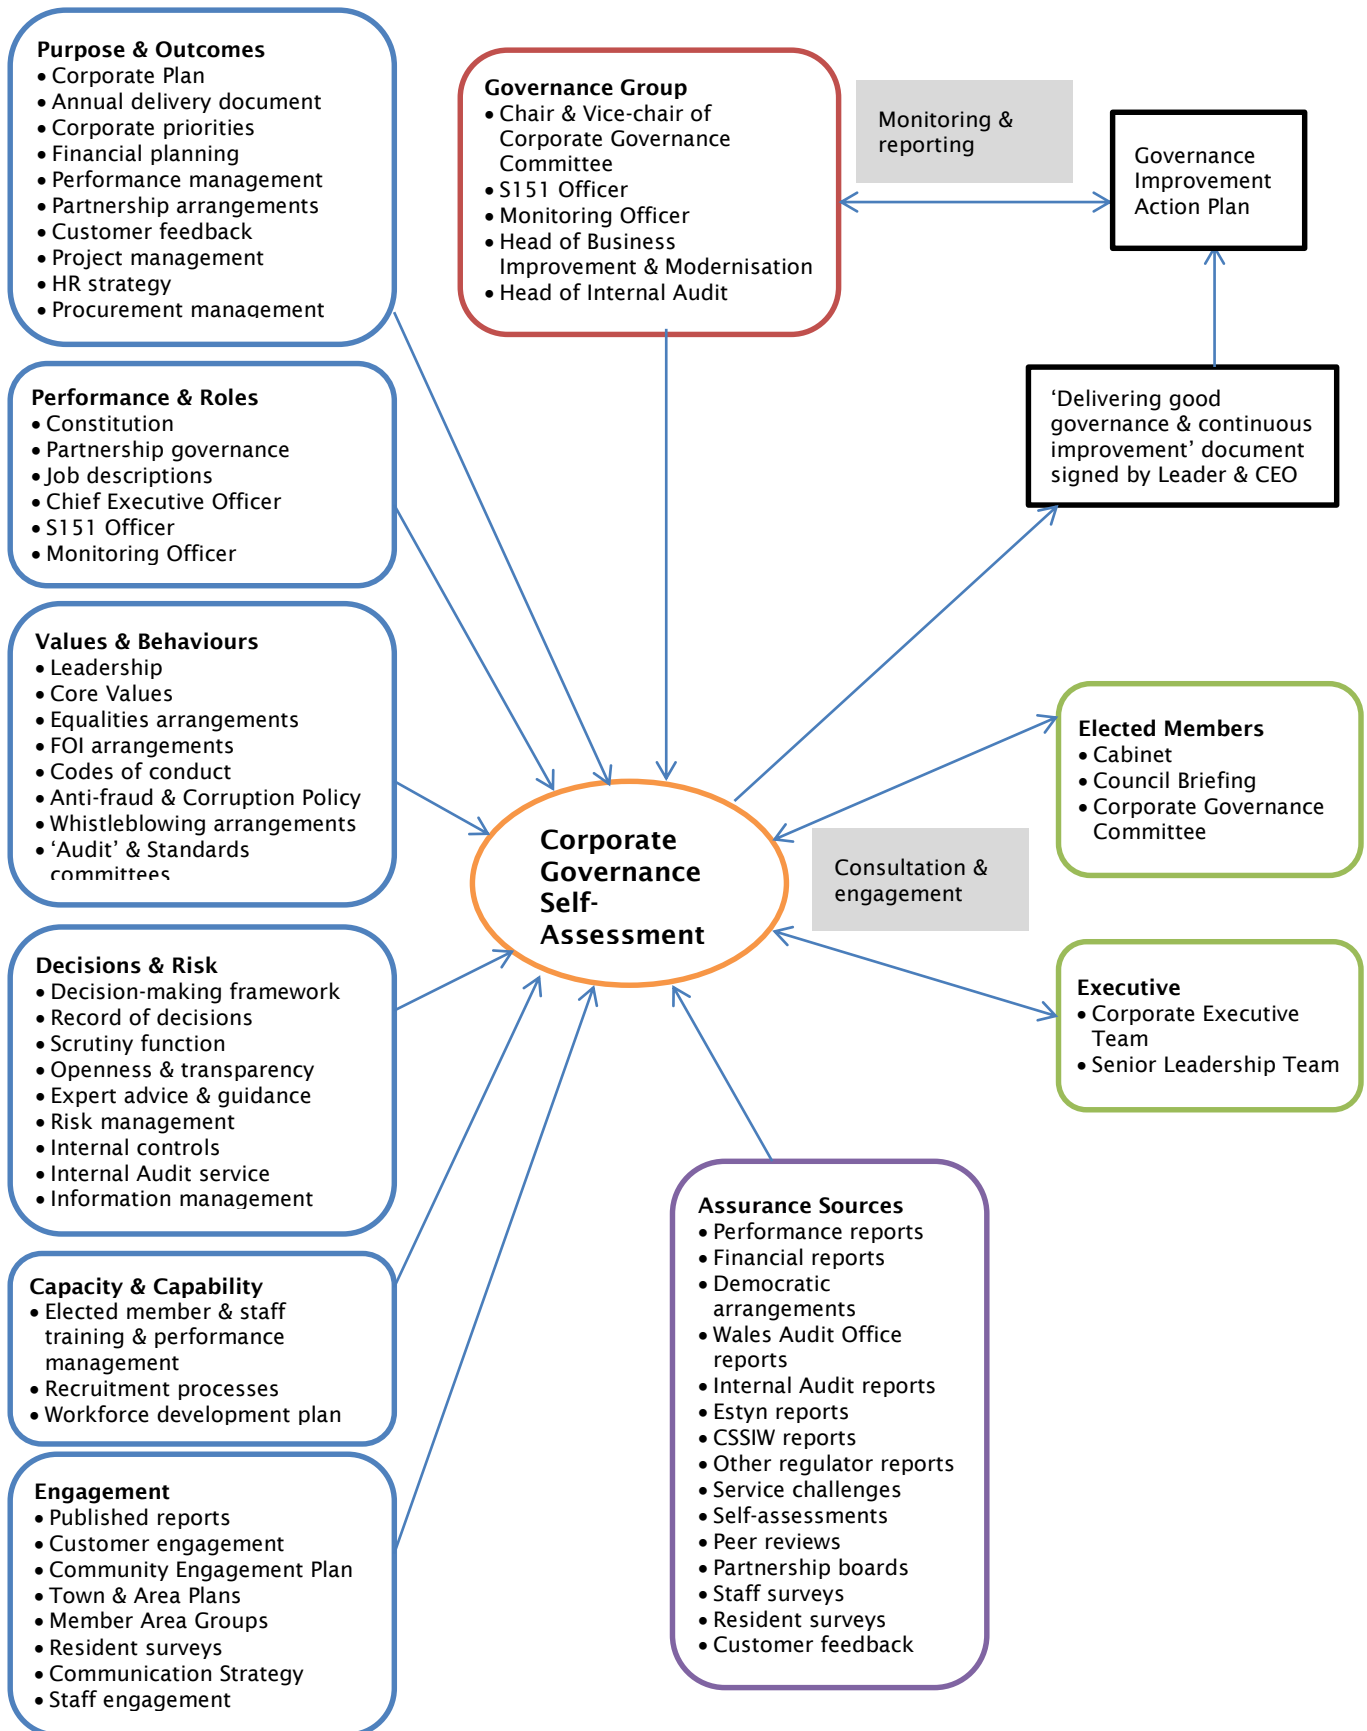 Purpose & Outcomes
• Corporate Plan
• Annual delivery document
• Corporate priorities
• Financial planning
• Performance management
• Partnership arrangements
• Customer feedback
• Project management
• HR strategy
• Procurement management
Governance Group
• Chair & Vice-chair of
Corporate Governance
Committee
• S151 Officer
• Monitoring Officer
• Head of Business
Improvement & Modernisation
• Head of Internal Audit
Monitoring &
reporting
Governance
Improvement
Action Plan
Performance & Roles
• Constitution
• Partnership governance
• Job descriptions
• Chief Executive Officer
• S151 Officer
• Monitoring Officer
‘Delivering good
governance & continuous
improvement’ document
signed by Leader & CEO
Values & Behaviours
• Leadership
• Core Values
• Equalities arrangements
• FOI arrangements
• Codes of conduct
• Anti-fraud & Corruption Policy
• Whistleblowing arrangements
• ‘Audit’ & Standards
committees
Elected Members
• Cabinet
• Council Briefing
• Corporate Governance
Committee
Corporate
Governance
Self-
Assessment
Consultation &
engagement
Decisions & Risk
• Decision-making framework
• Record of decisions
• Scrutiny function
• Openness & transparency
• Expert advice & guidance
• Risk management
• Internal controls
• Internal Audit service
• Information management
Executive
• Corporate Executive
Team
• Senior Leadership Team
Capacity & Capability
• Elected member & staff
training & performance
management
• Recruitment processes
• Workforce development plan
Assurance Sources
• Performance reports
• Financial reports
• Democratic
arrangements
• Wales Audit Office
reports
• Internal Audit reports
• Estyn reports
• CSSIW reports
• Other regulator reports
• Service challenges
• Self-assessments
• Peer reviews
• Partnership boards
• Staff surveys
• Resident surveys
• Customer feedback
Engagement
• Published reports
• Customer engagement
• Community Engagement Plan
• Town & Area Plans
• Member Area Groups
• Resident surveys
• Communication Strategy
• Staff engagement